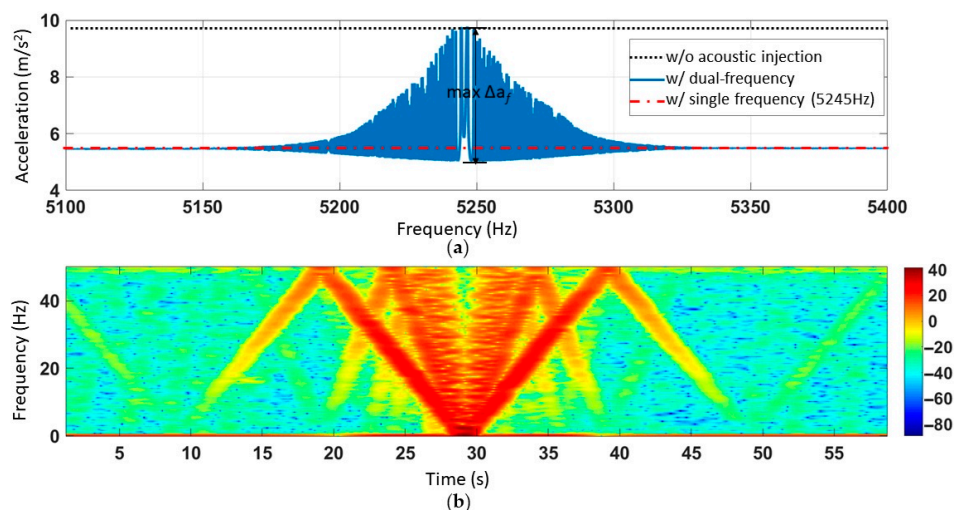 10
8
6
4
Acceleration (m/s²)
w/o acoustic injection
w/ dual-frequency
w/ single frequency (5245Hz)
max Δa_f
5100 5150 5200 5250 5300 5350 5400
Frequency (Hz)
(a)
40
20
0
Frequency (Hz)
40
20
0
−20
−40
−60
−80
5 10 15 20 25 30 35 40 45 50 55
Time (s)
(b)